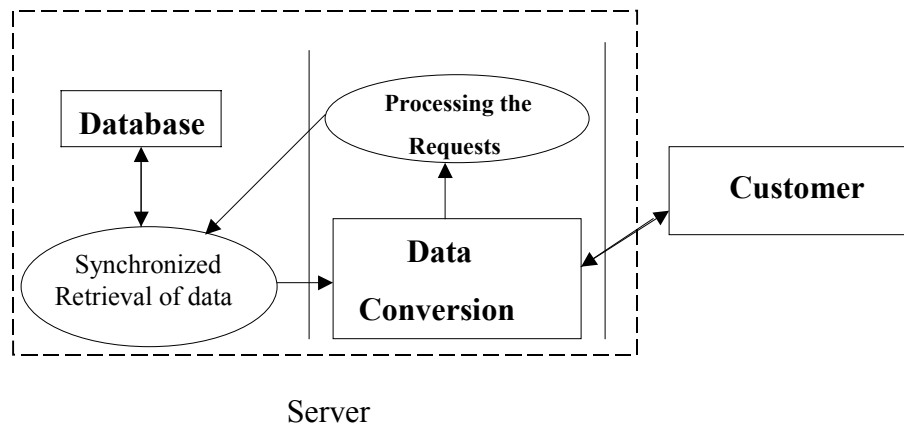 Database
Processing the
Requests
Customer
Synchronized
Retrieval of data
Data
Conversion
Server